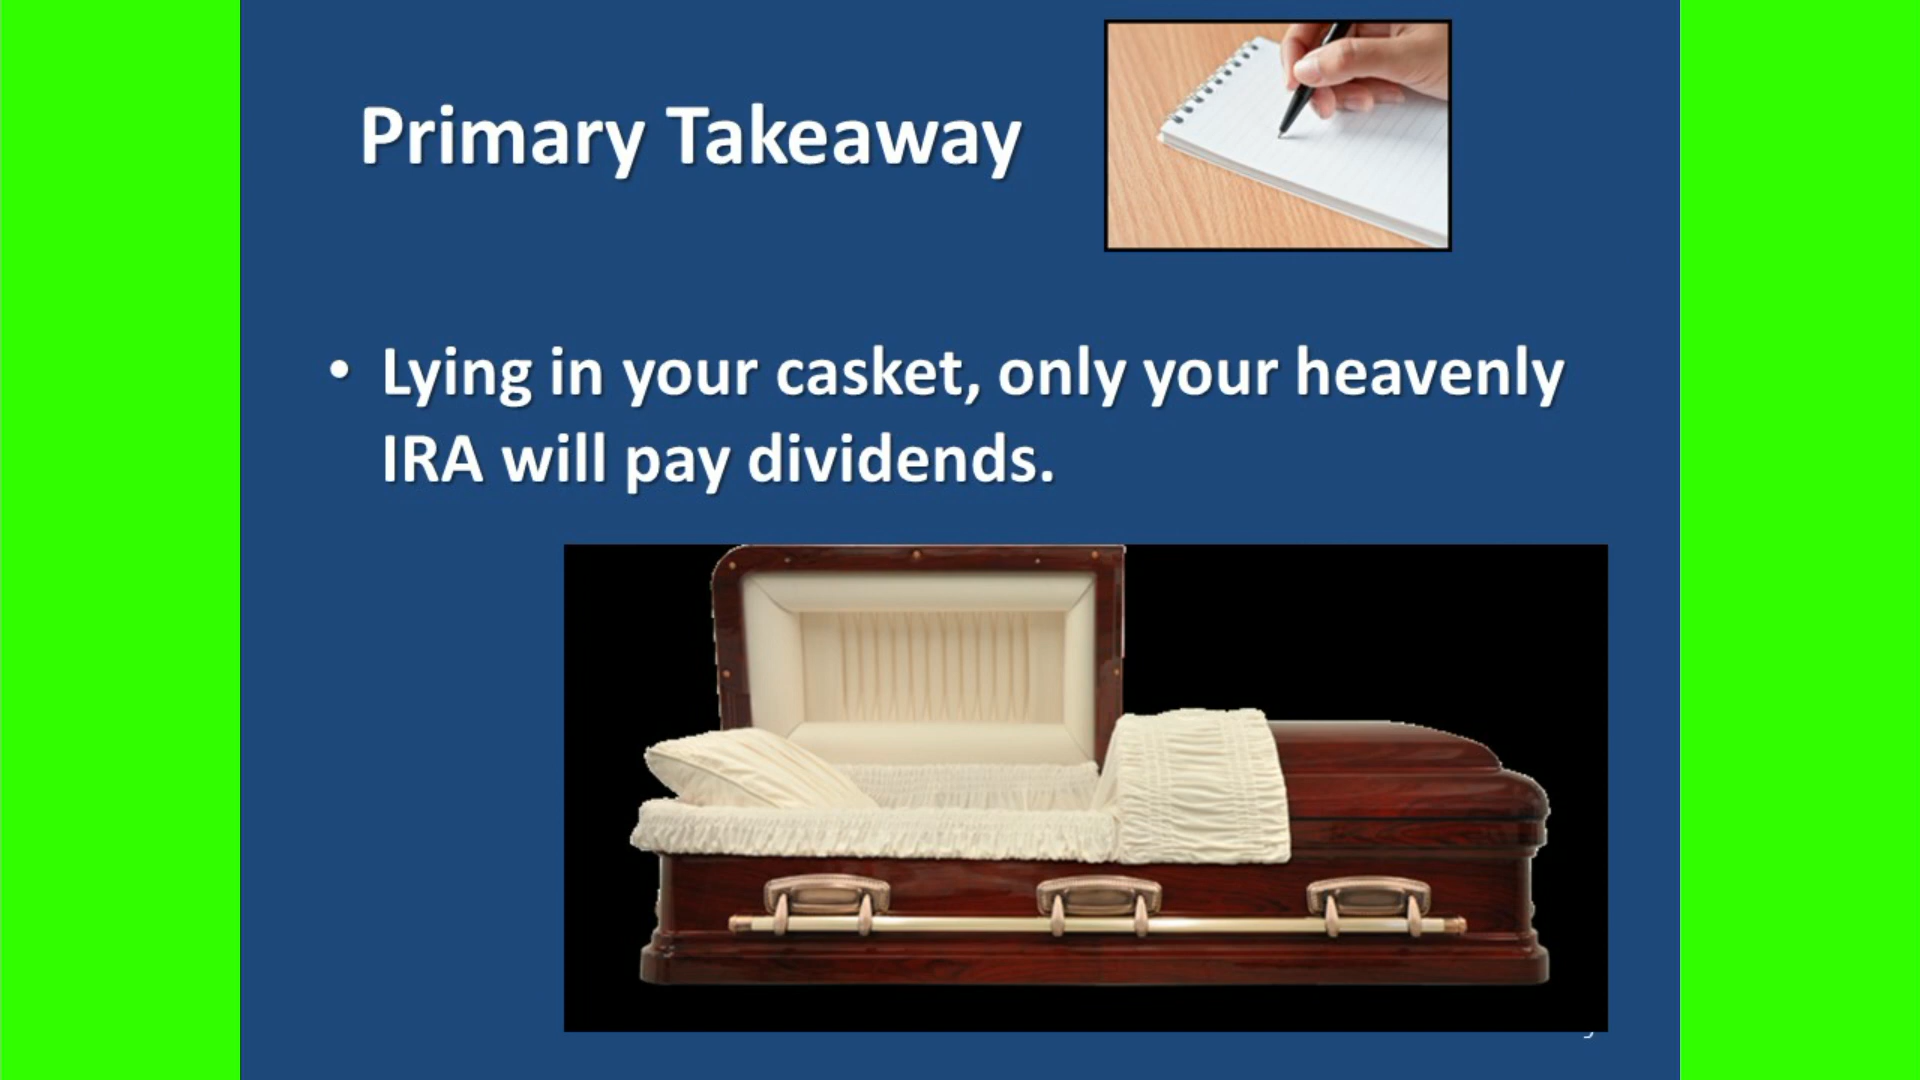 Primary Takeaway
• Lying in your casket, only your heavenly
IRA will pay dividends.